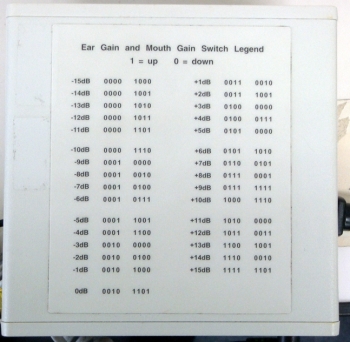 Ear Gain and Mouth Gain Switch Legend
1 = up 0 = down
-15dB 0000 1000 +1dB 0011 0010
-14dB 0000 1001 +2dB 0011 1001
-13dB 0000 1010 +3dB 0100 0000
-12dB 0000 1011 +4dB 0100 0111
-11dB 0000 1101 +5dB 0101 0000
-10dB 0000 1110 +6dB 0101 1010
-9dB 0001 0000 +7dB 0110 0101
-8dB 0001 0010 +8dB 0111 0001
-7dB 0001 0100 +9dB 0111 1111
-6dB 0001 0111 +10dB 1000 1110
-5dB 0001 1001 +11dB 1010 0000
-4dB 0001 1100 +12dB 1011 0011
-3dB 0010 0000 +13dB 1100 1001
-2dB 0010 0100 +14dB 1110 0010
-1dB 0010 1000 +15dB 1111 1101
0dB 0010 1101